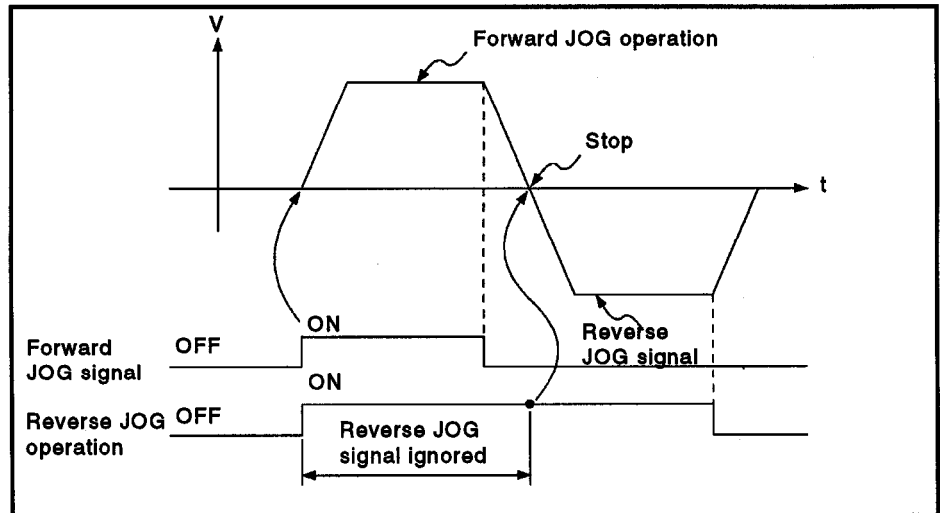 V
Forward JOG operation
Stop
t
ON
Reverse
JOG signal
Forward
JOG signal
OFF
ON
Reverse JOG
operation
OFF
Reverse JOG
signal ignored